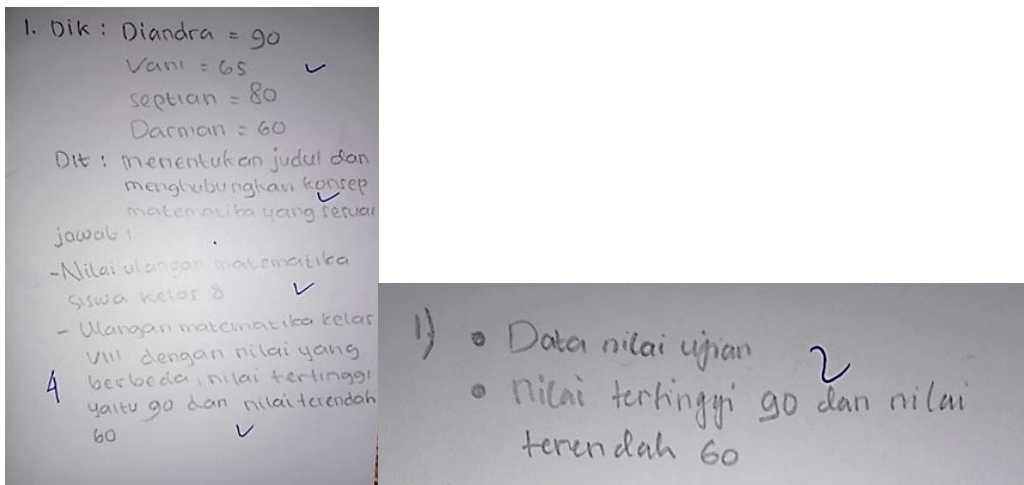 1. Dik : Diandra = 90
Vani = 65
septian = 80
Darman = 60
Dit : menentukan judul dan
menghubungkan konsep
matematika yang sesuai
jawab :
-Nilai ulangan matematika
siswa kelas 8
- Ulangan matematika kelas
VIII dengan nilai yang
berbeda, nilai tertinggi
4 yaitu 90 dan nilai terendah
60
1) • Data nilai ujian
2
• nilai tertinggi 90 dan nilai
terendah 60